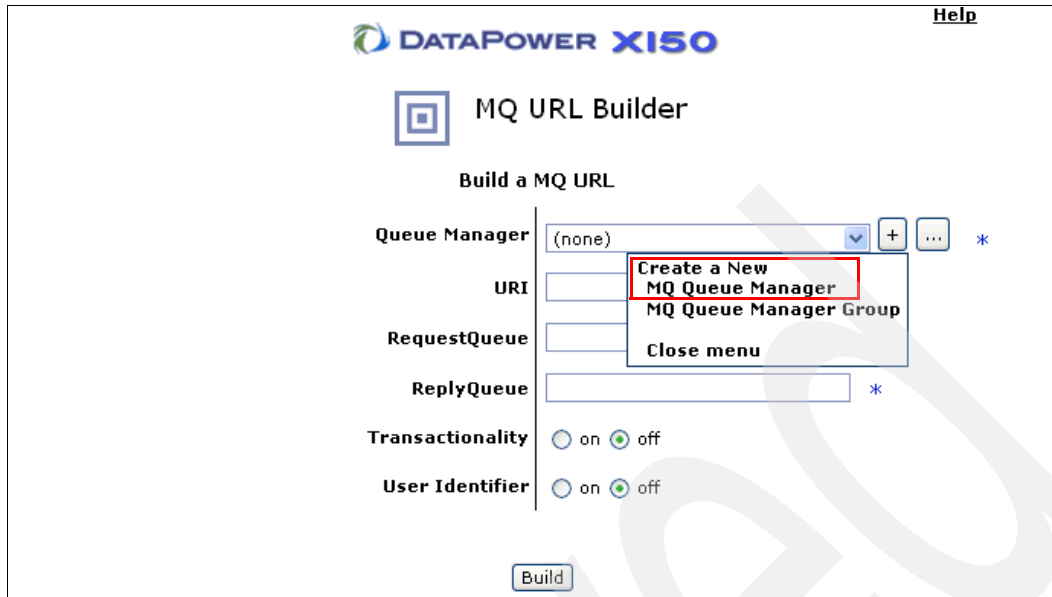 Help
DATAPOWER XI50
MQ URL Builder
Build a MQ URL
Queue Manager (none) + ... *
Create a New
MQ Queue Manager
MQ Queue Manager Group
Close menu
URI
RequestQueue
ReplyQueue *
Transactionality on off
User Identifier on off
Build